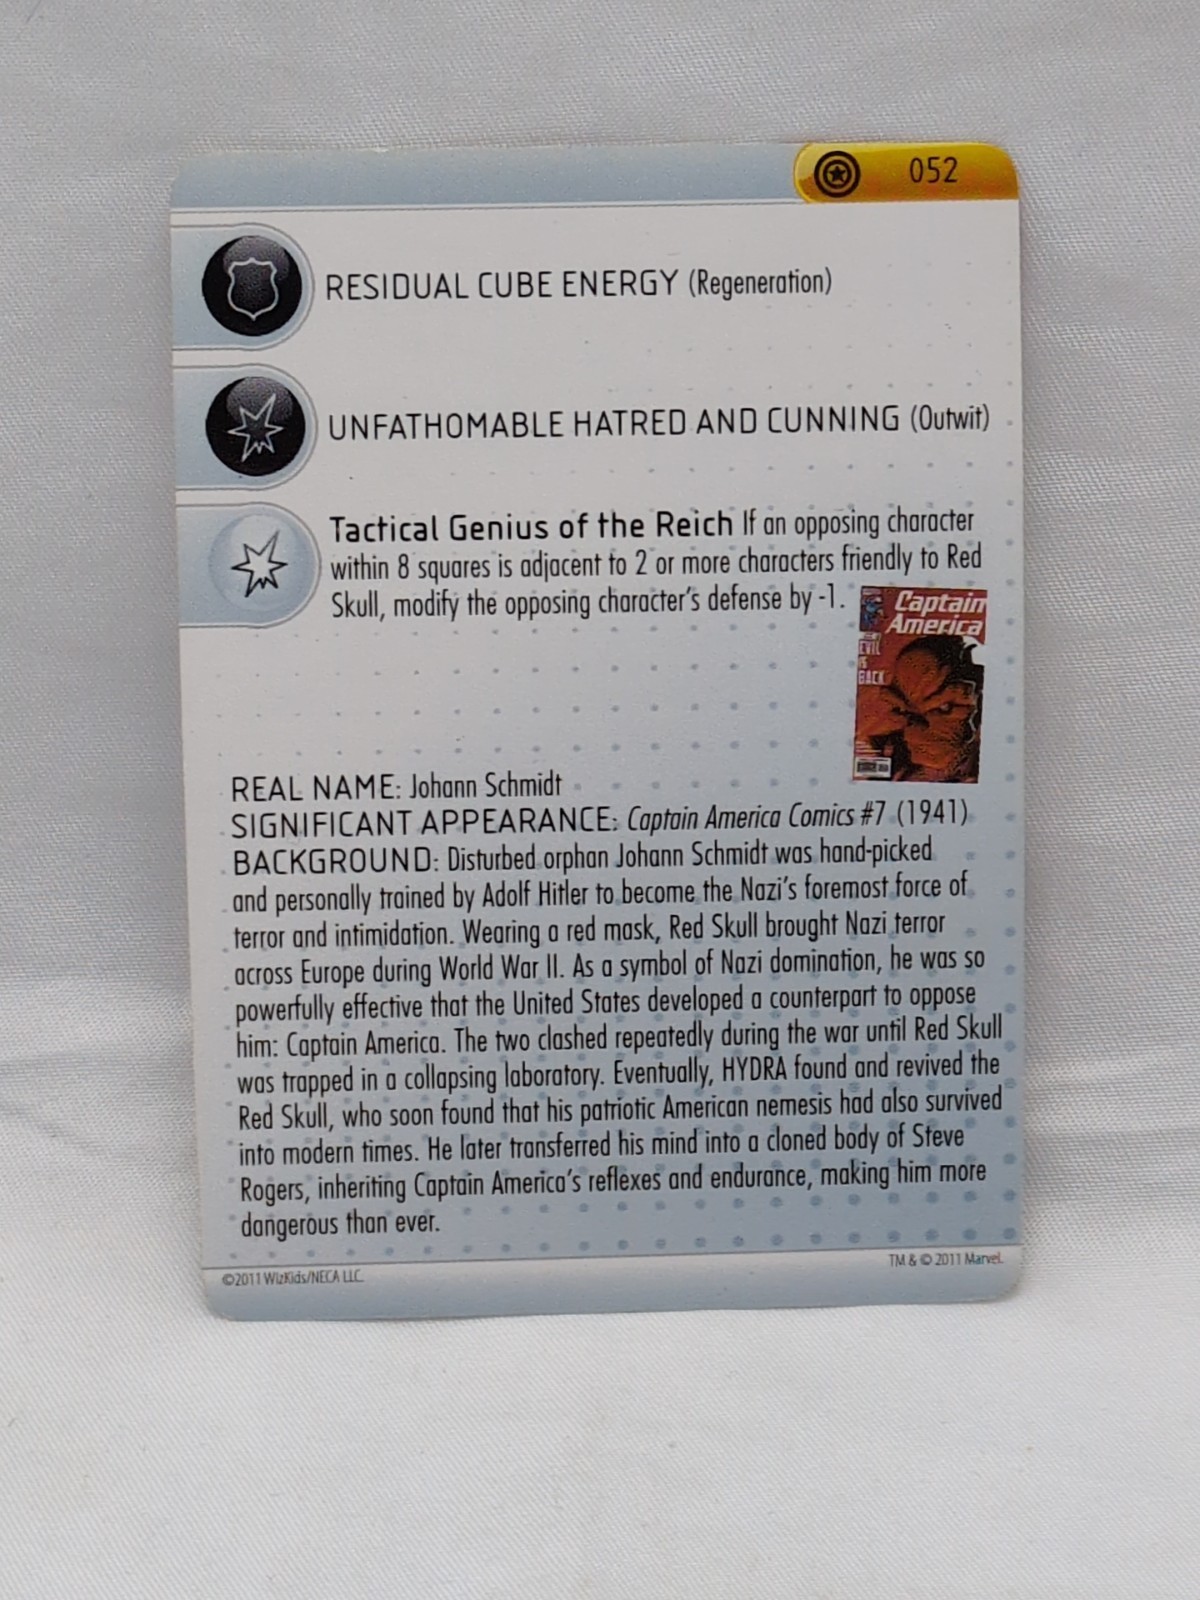 052
RESIDUAL CUBE ENERGY (Regeneration)
UNFATHOMABLE HATRED AND CUNNING (Outwit)
Tactical Genius of the Reich If an opposing character
within 8 squares is adjacent to 2 or more characters friendly to Red
Skull, modify the opposing character's defense by -1.
Captain
America
EVIL
IS
BACK
REAL NAME: Johann Schmidt
SIGNIFICANT APPEARANCE: Captain America Comics #7 (1941)
BACKGROUND: Disturbed orphan Johann Schmidt was hand-picked
and personally trained by Adolf Hitler to become the Nazi's foremost force of
terror and intimidation. Wearing a red mask, Red Skull brought Nazi terror
across Europe during World War II. As a symbol of Nazi domination, he was so
powerfully effective that the United States developed a counterpart to oppose
him: Captain America. The two clashed repeatedly during the war until Red Skull
was trapped in a collapsing laboratory. Eventually, HYDRA found and revived the
Red Skull, who soon found that his patriotic American nemesis had also survived
into modern times. He later transferred his mind into a cloned body of Steve
Rogers, inheriting Captain America's reflexes and endurance, making him more
dangerous than ever.
©2011 WizKids/NECA LLC.
TM & © 2011 Marvel.